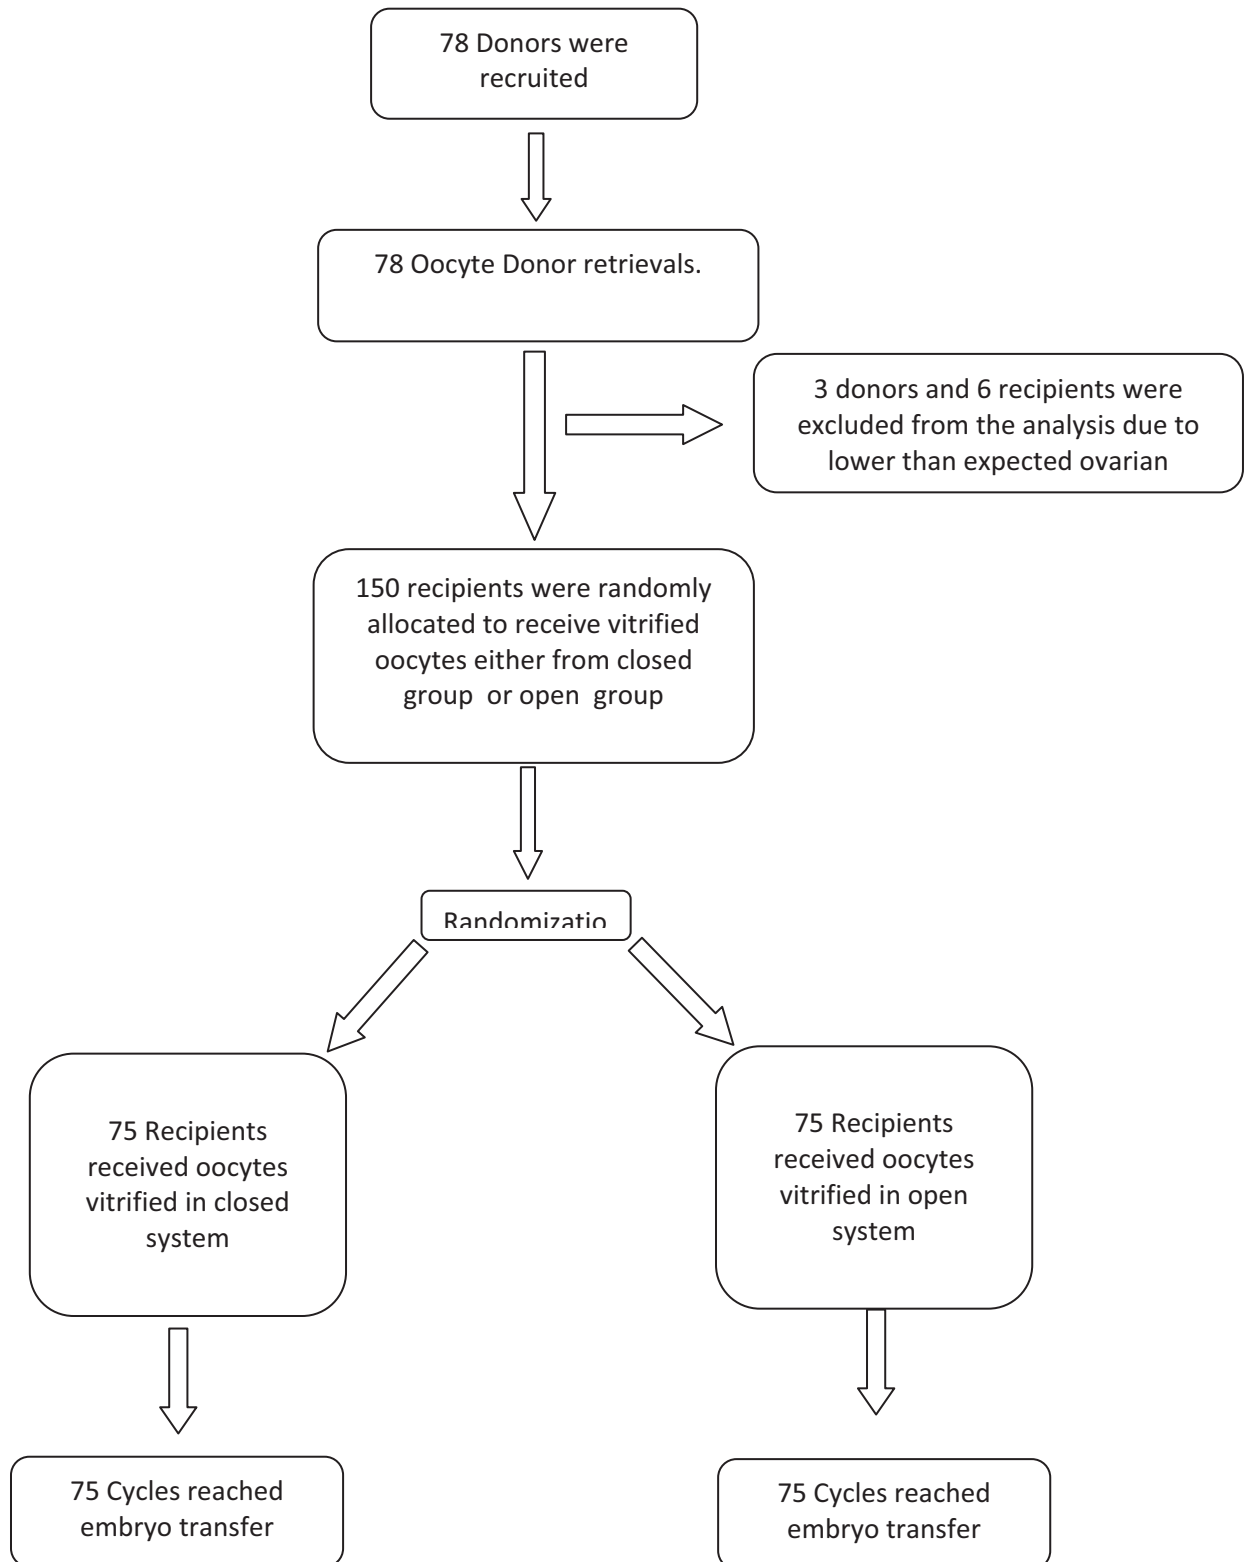 78 Donors were
recruited
78 Oocyte Donor retrievals.
3 donors and 6 recipients were
excluded from the analysis due to
lower than expected ovarian
150 recipients were randomly
allocated to receive vitrified
oocytes either from closed
group or open group
Randomizatio
75 Recipients
received oocytes
vitrified in closed
system
75 Recipients
received oocytes
vitrified in open
system
75 Cycles reached
embryo transfer
75 Cycles reached
embryo transfer